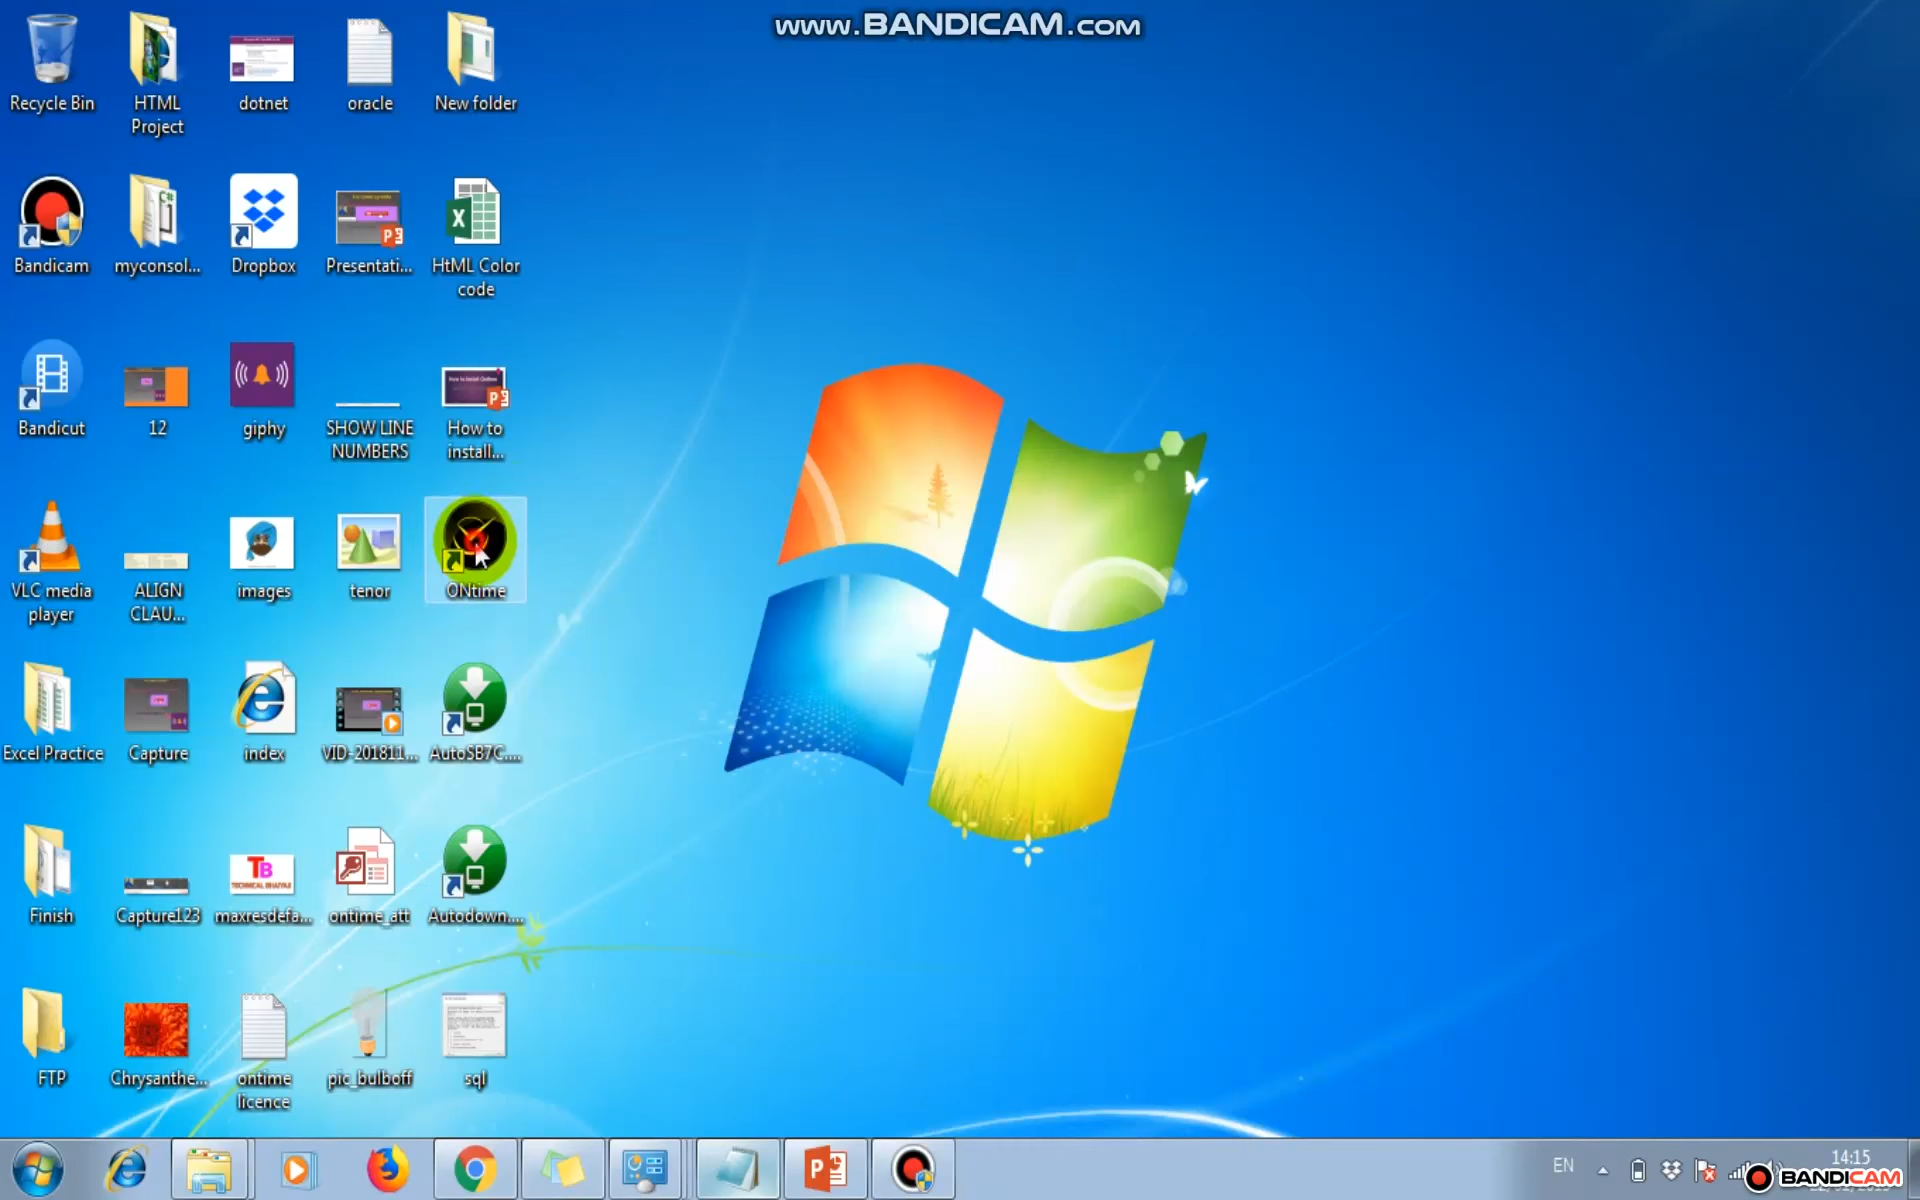 www.BANDICAM.com
Recycle Bin
HTML
Project
dotnet
oracle
New folder
Bandicam
myconsol...
Dropbox
Presentati...
HtML Color
code
Bandicut
12
giphy
SHOW LINE
NUMBERS
How to
install...
VLC media
player
ALIGN
CLAU...
images
tenor
ONtime
Excel Practice
Capture
index
VID-201811...
AutoSB7C....
Finish
Capture123
TB
TECHNICAL BHAIYAJI
maxresdefa...
ontime_att
Autodown....
FTP
Chrysanthe...
ontime
licence
pic_bulboff
sql
EN
14:15
BANDICAM